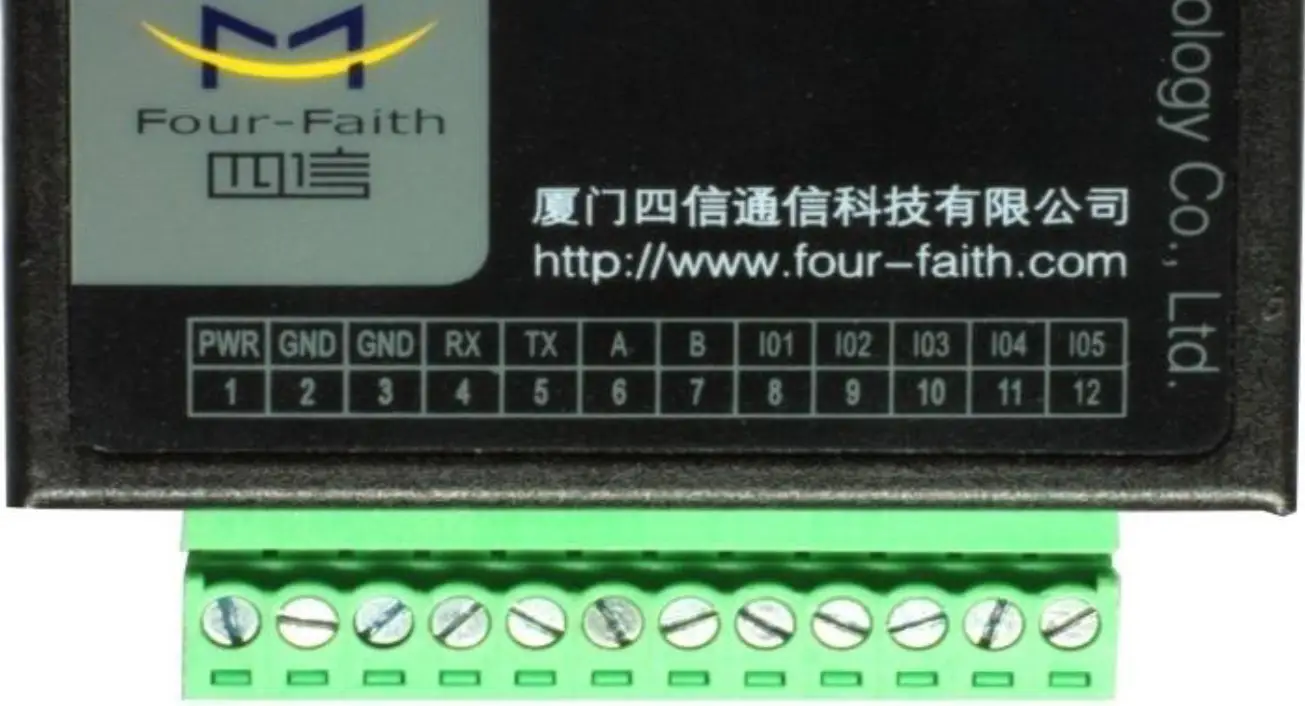 Four-Faith
四信
厦门四信通信科技有限公司
http://www.four-faith.com
PWR GND GND RX TX A B I01 I02 I03 I04 I05
1 2 3 4 5 6 7 8 9 10 11 12
Co., Ltd.